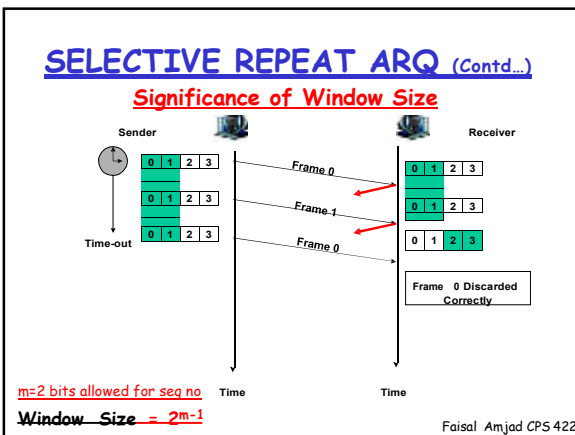 SELECTIVE REPEAT ARQ (Contd…)
Significance of Window Size
Sender
Receiver
0 1 2 3
Frame 0
0 1 2 3
0 1 2 3
Frame 1
0 1 2 3
Time-out
0 1 2 3
Frame 0
0 1 2 3
Frame 0 Discarded
Correctly
m=2 bits allowed for seq no
Time
Time
Window Size = 2^m-1
Faisal Amjad CPS 422